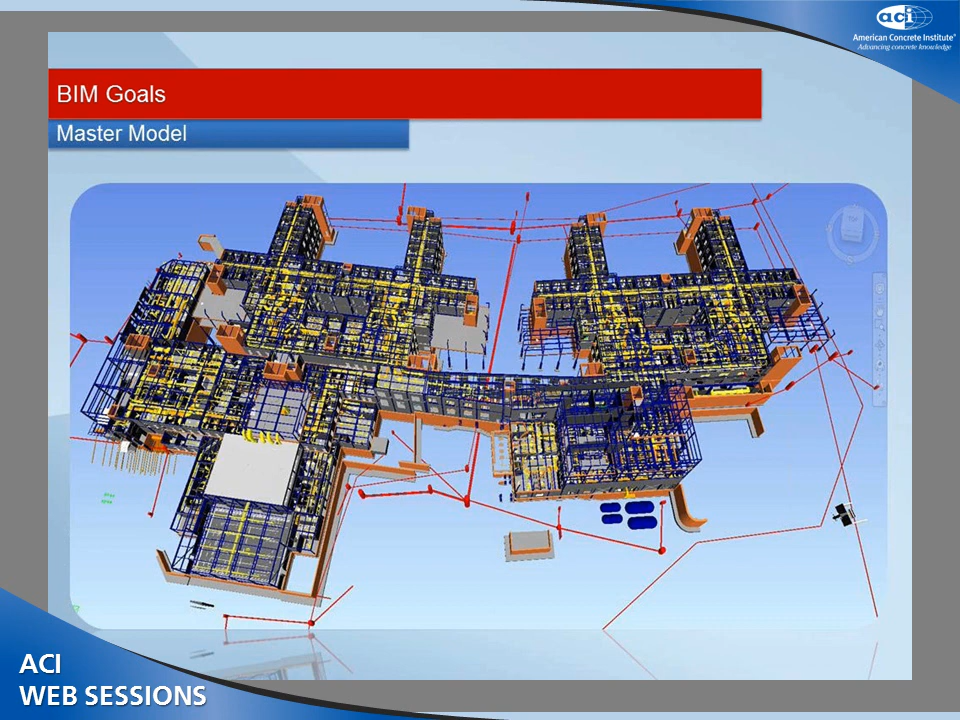 aci
American Concrete Institute®
Advancing concrete knowledge
BIM Goals
Master Model
ACI
WEB SESSIONS